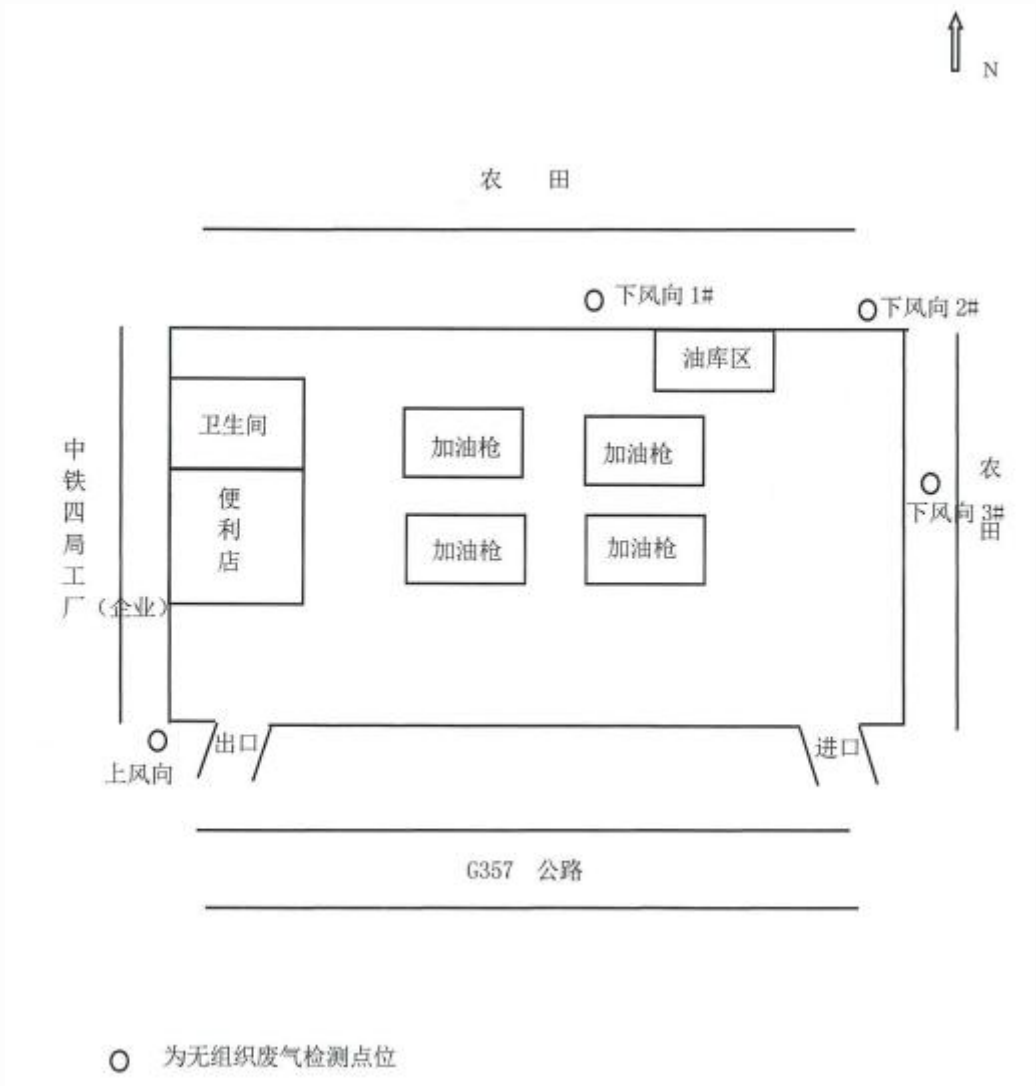 N
农 田
下风向 1#
下风向 2#
油库区
卫生间
加油枪
加油枪
中铁四局工厂（企业）
便利店
农田
下风向 3#
加油枪
加油枪
出口
进口
上风向
G357 公路
为无组织废气检测点位